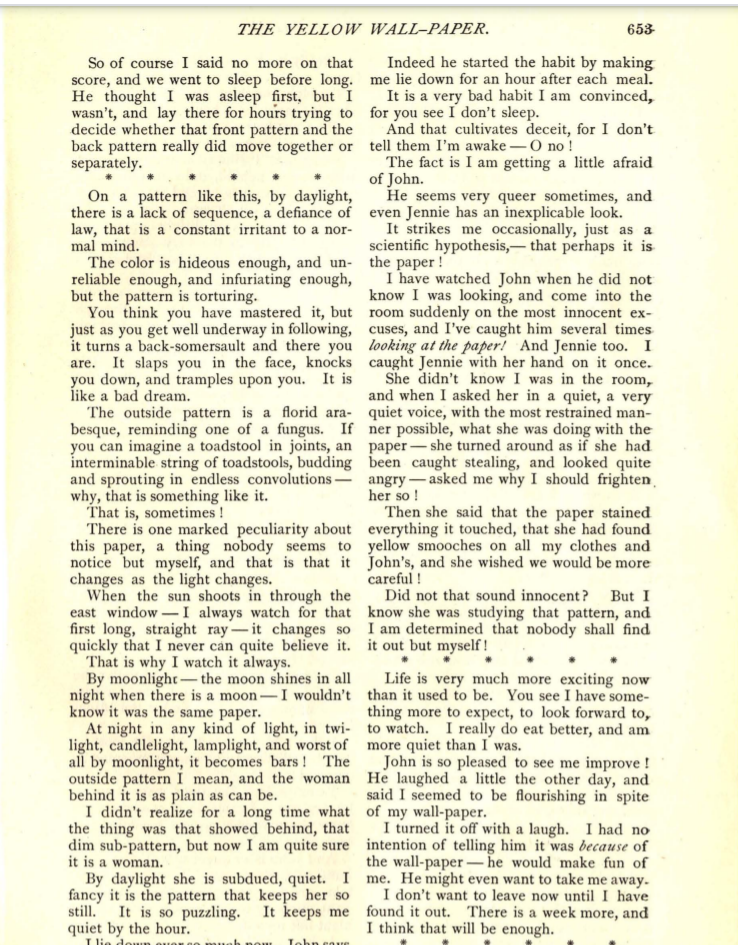 THE YELLOW WALL-PAPER. 653
So of course I said no more on that
score, and we went to sleep before long.
He thought I was asleep first, but I
wasn't, and lay there for hours trying to
decide whether that front pattern and the
back pattern really did move together or
separately.
* * * * * *
On a pattern like this, by daylight,
there is a lack of sequence, a defiance of
law, that is a constant irritant to a nor-
mal mind.
The color is hideous enough, and un-
reliable enough, and infuriating enough,
but the pattern is torturing.
You think you have mastered it, but
just as you get well underway in following,
it turns a back-somersault and there you
are. It slaps you in the face, knocks
you down, and tramples upon you. It is
like a bad dream.
The outside pattern is a florid ara-
besque, reminding one of a fungus. If
you can imagine a toadstool in joints, an
interminable string of toadstools, budding
and sprouting in endless convolutions —
why, that is something like it.
That is, sometimes !
There is one marked peculiarity about
this paper, a thing nobody seems to
notice but myself, and that is that it
changes as the light changes.
When the sun shoots in through the
east window — I always watch for that
first long, straight ray — it changes so
quickly that I never can quite believe it.
That is why I watch it always.
By moonlight — the moon shines in all
night when there is a moon — I wouldn't
know it was the same paper.
At night in any kind of light, in twi-
light, candlelight, lamplight, and worst of
all by moonlight, it becomes bars ! The
outside pattern I mean, and the woman
behind it is as plain as can be.
I didn't realize for a long time what
the thing was that showed behind, that
dim sub-pattern, but now I am quite sure
it is a woman.
By daylight she is subdued, quiet. I
fancy it is the pattern that keeps her so
still. It is so puzzling. It keeps me
quiet by the hour.
I lie down ever so much now. John says
Indeed he started the habit by making
me lie down for an hour after each meal.
It is a very bad habit I am convinced,
for you see I don't sleep.
And that cultivates deceit, for I don't
tell them I'm awake — O no !
The fact is I am getting a little afraid
of John.
He seems very queer sometimes, and
even Jennie has an inexplicable look.
It strikes me occasionally, just as a
scientific hypothesis,— that perhaps it is
the paper !
I have watched John when he did not
know I was looking, and come into the
room suddenly on the most innocent ex-
cuses, and I've caught him several times
looking at the paper! And Jennie too. I
caught Jennie with her hand on it once.
She didn't know I was in the room,
and when I asked her in a quiet, a very
quiet voice, with the most restrained man-
ner possible, what she was doing with the
paper — she turned around as if she had
been caught stealing, and looked quite
angry — asked me why I should frighten
her so !
Then she said that the paper stained
everything it touched, that she had found
yellow smooches on all my clothes and
John's, and she wished we would be more
careful !
Did not that sound innocent? But I
know she was studying that pattern, and
I am determined that nobody shall find
it out but myself !
* * * * * *
Life is very much more exciting now
than it used to be. You see I have some-
thing more to expect, to look forward to,
to watch. I really do eat better, and am
more quiet than I was.
John is so pleased to see me improve !
He laughed a little the other day, and
said I seemed to be flourishing in spite
of my wall-paper.
I turned it off with a laugh. I had no
intention of telling him it was because of
the wall-paper — he would make fun of
me. He might even want to take me away.
I don't want to leave now until I have
found it out. There is a week more, and
I think that will be enough.
* * * * * *